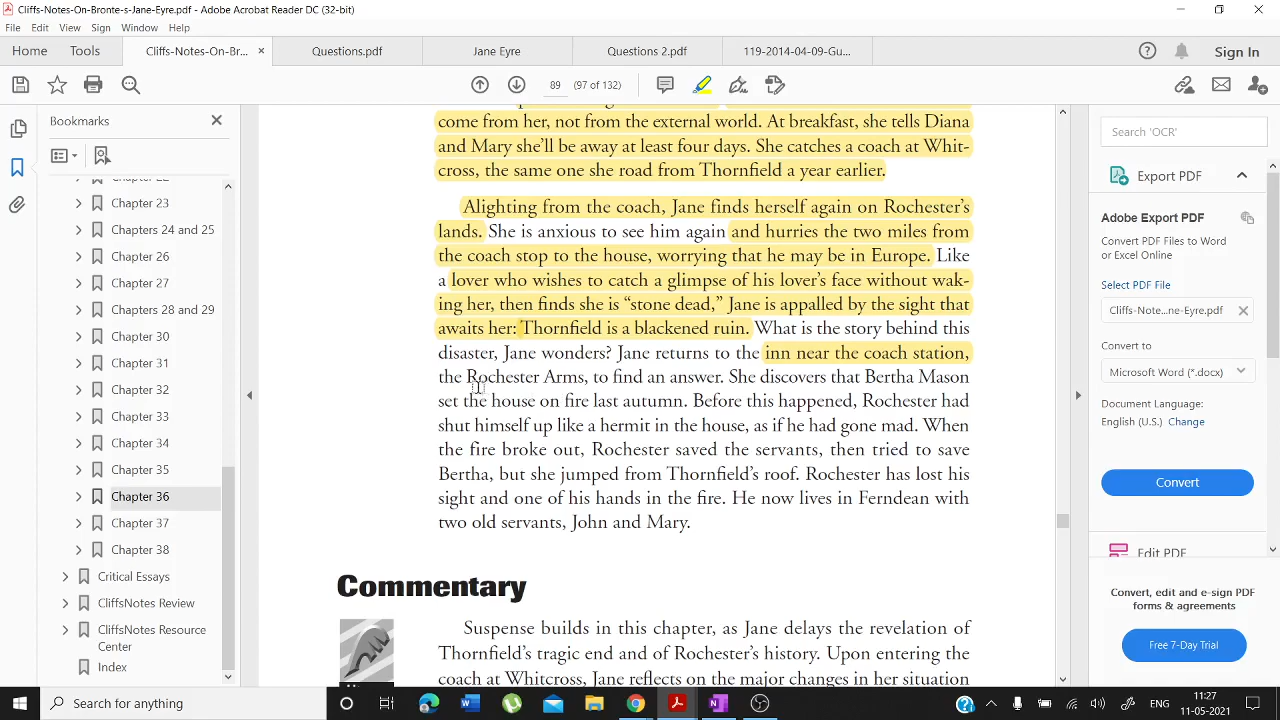 Cliffs-Notes-On-Bronte-s-Jane-Eyre.pdf - Adobe Acrobat Reader DC (32-bit)
File Edit View Sign Window Help
Home Tools Cliffs-Notes-On-Br... × Questions.pdf Jane Eyre Questions 2.pdf 119-2014-04-09-Gu... Sign In
89 (97 of 132)
Bookmarks
Chapter 23
Chapters 24 and 25
Chapter 26
Chapter 27
Chapters 28 and 29
Chapter 30
Chapter 31
Chapter 32
Chapter 33
Chapter 34
Chapter 35
Chapter 36
Chapter 37
Chapter 38
Critical Essays
CliffsNotes Review
CliffsNotes Resource
Center
Index
come from her, not from the external world. At breakfast, she tells Diana
and Mary she'll be away at least four days. She catches a coach at Whit-
cross, the same one she road from Thornfield a year earlier.
Alighting from the coach, Jane finds herself again on Rochester's
lands. She is anxious to see him again and hurries the two miles from
the coach stop to the house, worrying that he may be in Europe. Like
a lover who wishes to catch a glimpse of his lover's face without wak-
ing her, then finds she is “stone dead,” Jane is appalled by the sight that
awaits her: Thornfield is a blackened ruin. What is the story behind this
disaster, Jane wonders? Jane returns to the inn near the coach station,
the Rochester Arms, to find an answer. She discovers that Bertha Mason
set the house on fire last autumn. Before this happened, Rochester had
shut himself up like a hermit in the house, as if he had gone mad. When
the fire broke out, Rochester saved the servants, then tried to save
Bertha, but she jumped from Thornfield's roof. Rochester has lost his
sight and one of his hands in the fire. He now lives in Ferndean with
two old servants, John and Mary.
Commentary
Suspense builds in this chapter, as Jane delays the revelation of
Thornfield's tragic end and of Rochester's history. Upon entering the
coach at Whitcross, Jane reflects on the major changes in her situation
Search 'OCR'
Export PDF
Adobe Export PDF
Convert PDF Files to Word
or Excel Online
Select PDF File
Cliffs-Note...ne-Eyre.pdf
Convert to
Microsoft Word (*.docx)
Document Language:
English (U.S.) Change
Convert
Edit PDF
Convert, edit and e-sign PDF
forms & agreements
Free 7-Day Trial
Search for anything
ENG
11:27
11-05-2021